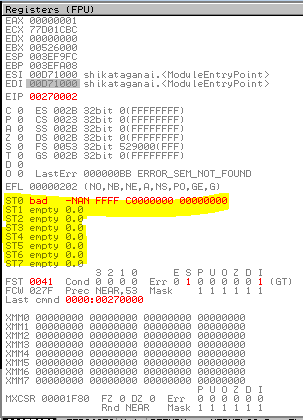 Registers (FPU)
EAX 00000001
ECX 77D01CBC
EDX 00000000
EBX 00526000
ESP 003EF9FC
EBP 003EFA08
ESI 00D71000 shikataganai.<ModuleEntryPoint>
EDI 00D71000 shikataganai.<ModuleEntryPoint>
EIP 00270002
C 0 ES 002B 32bit 0(FFFFFFFF)
P 0 CS 0023 32bit 0(FFFFFFFF)
A 0 SS 002B 32bit 0(FFFFFFFF)
Z 0 DS 002B 32bit 0(FFFFFFFF)
S 0 FS 0053 32bit 529000(FFF)
T 0 GS 002B 32bit 0(FFFFFFFF)
D 0
O 0 LastErr 000000BB ERROR_SEM_NOT_FOUND
EFL 00000202 (NO,NB,NE,A,NS,PO,GE,G)
ST0 bad -NAN FFFF C0000000 00000000
ST1 empty 0.0
ST2 empty 0.0
ST3 empty 0.0
ST4 empty 0.0
ST5 empty 0.0
ST6 empty 0.0
ST7 empty 0.0
3 2 1 0 E S P U O Z D I
FST 0041 Cond 0 0 0 0 Err 0 1 0 0 0 0 0 1 (GT)
FCW 027F Prec NEAR,53 Mask 1 1 1 1 1 1
Last cmnd 0000:00270000
XMM0 00000000 00000000 00000000 00000000
XMM1 00000000 00000000 00000000 00000000
XMM2 00000000 00000000 00000000 00000000
XMM3 00000000 00000000 00000000 00000000
XMM4 00000000 00000000 00000000 00000000
XMM5 00000000 00000000 00000000 00000000
XMM6 00000000 00000000 00000000 00000000
XMM7 00000000 00000000 00000000 00000000
P U O Z D I
MXCSR 00001F80 FZ 0 DZ 0 Err 0 0 0 0 0 0
Rnd NEAR Mask 1 1 1 1 1 1